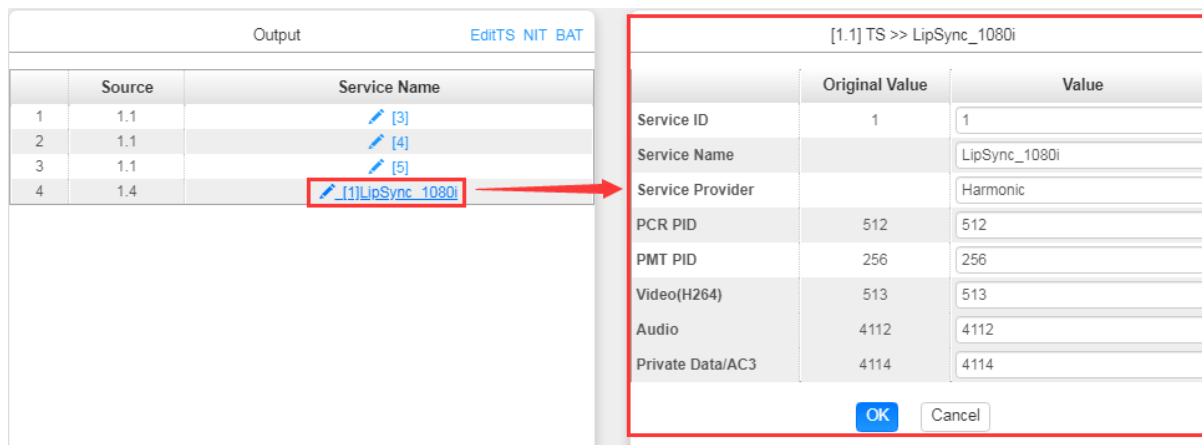 Output EditTS NIT BAT
Source Service Name
1 1.1 [3]
2 1.1 [4]
3 1.1 [5]
4 1.4 [1]LipSync_1080i
[1.1] TS >> LipSync_1080i
Original Value Value
Service ID 1 1
Service Name LipSync_1080i
Service Provider Harmonic
PCR PID 512 512
PMT PID 256 256
Video(H264) 513 513
Audio 4112 4112
Private Data/AC3 4114 4114
OK Cancel